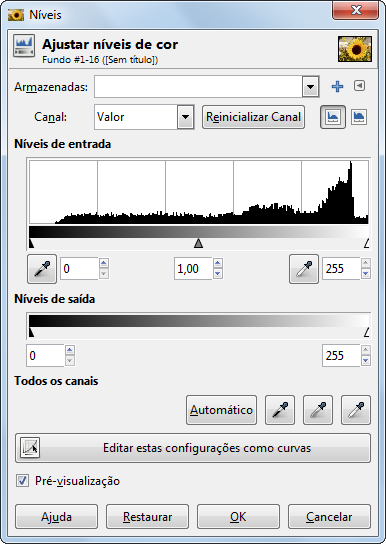 Níveis
Ajustar níveis de cor
Fundo #1-16 ([Sem título])
Armazenadas:
Canal: Valor Reinicializar Canal
Níveis de entrada
0 1,00 255
Níveis de saída
0 255
Todos os canais
Automático
Editar estas configurações como curvas
Pré-visualização
Ajuda Restaurar OK Cancelar